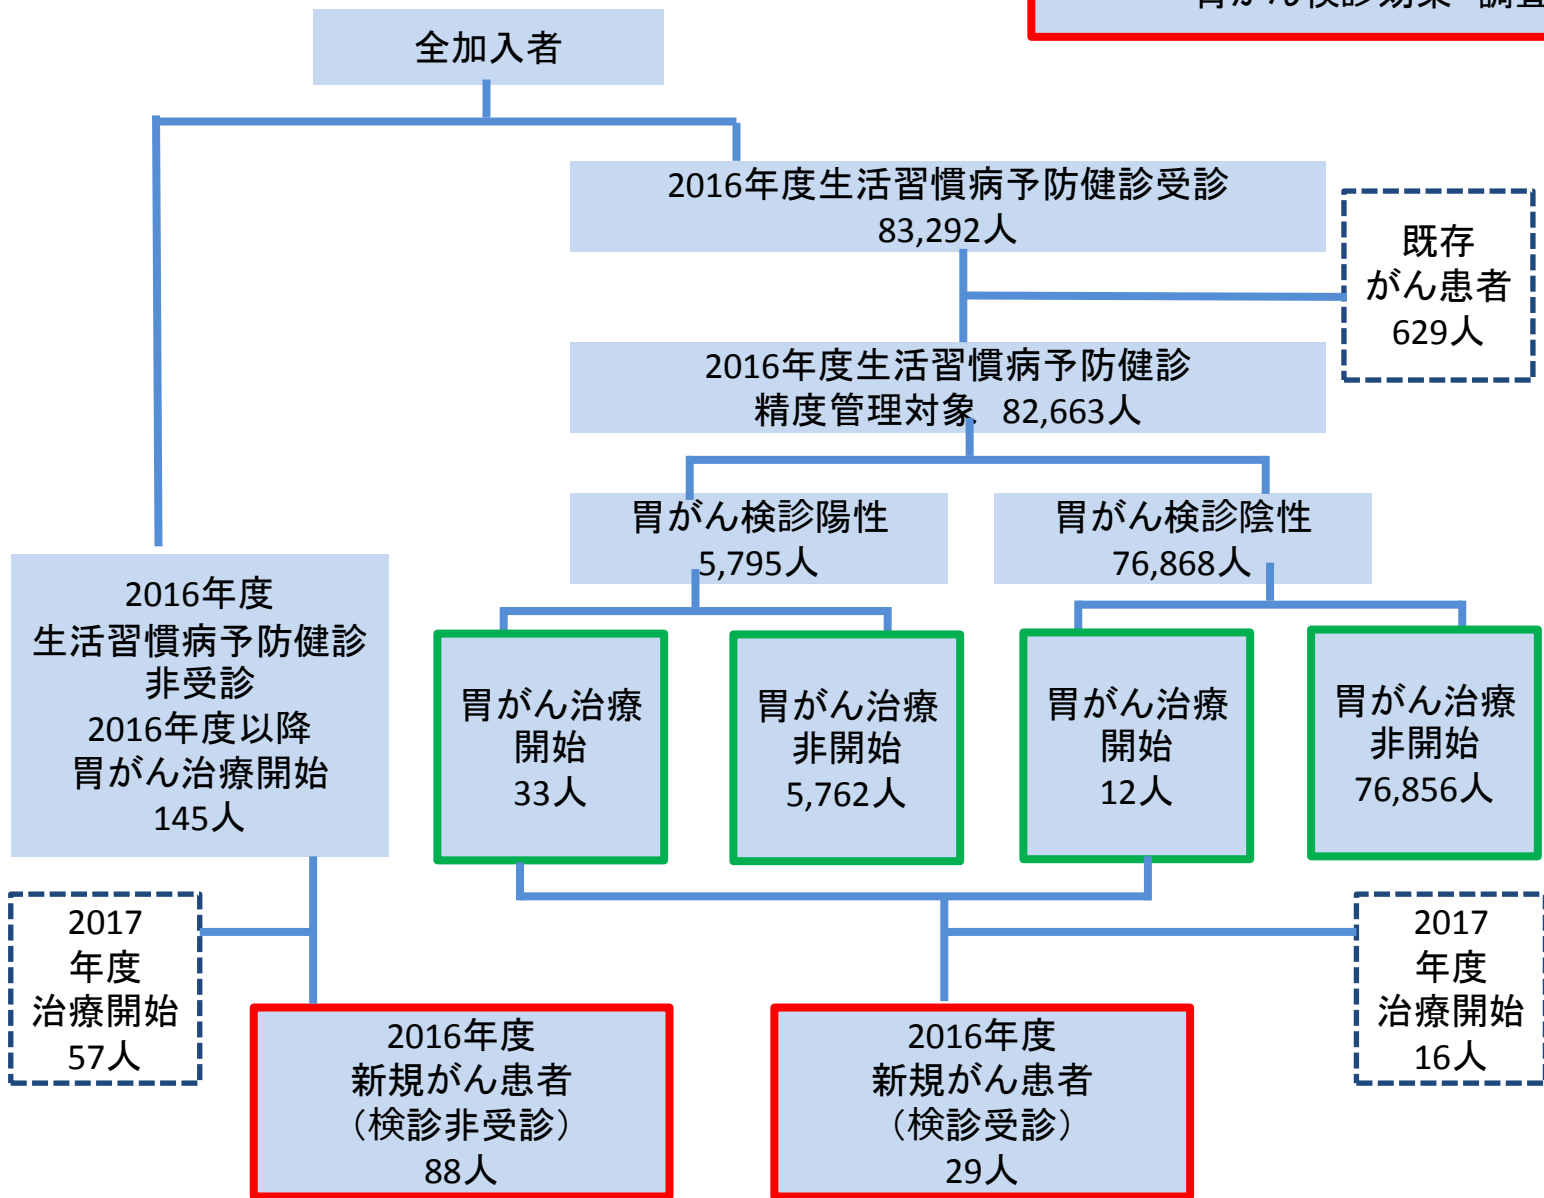 胃がん検診効果 調査
全加入者
2016年度生活習慣病予防健診受診
83,292人
既存
がん患者
629人
2016年度生活習慣病予防健診
精度管理対象 82,663人
胃がん検診陽性
5,795人
胃がん検診陰性
76,868人
2016年度
生活習慣病予防健診
非受診
2016年度以降
胃がん治療開始
145人
胃がん治療
開始
33人
胃がん治療
非開始
5,762人
胃がん治療
開始
12人
胃がん治療
非開始
76,856人
2017
年度
治療開始
57人
2016年度
新規がん患者
（検診非受診）
88人
2016年度
新規がん患者
（検診受診）
29人
2017
年度
治療開始
16人